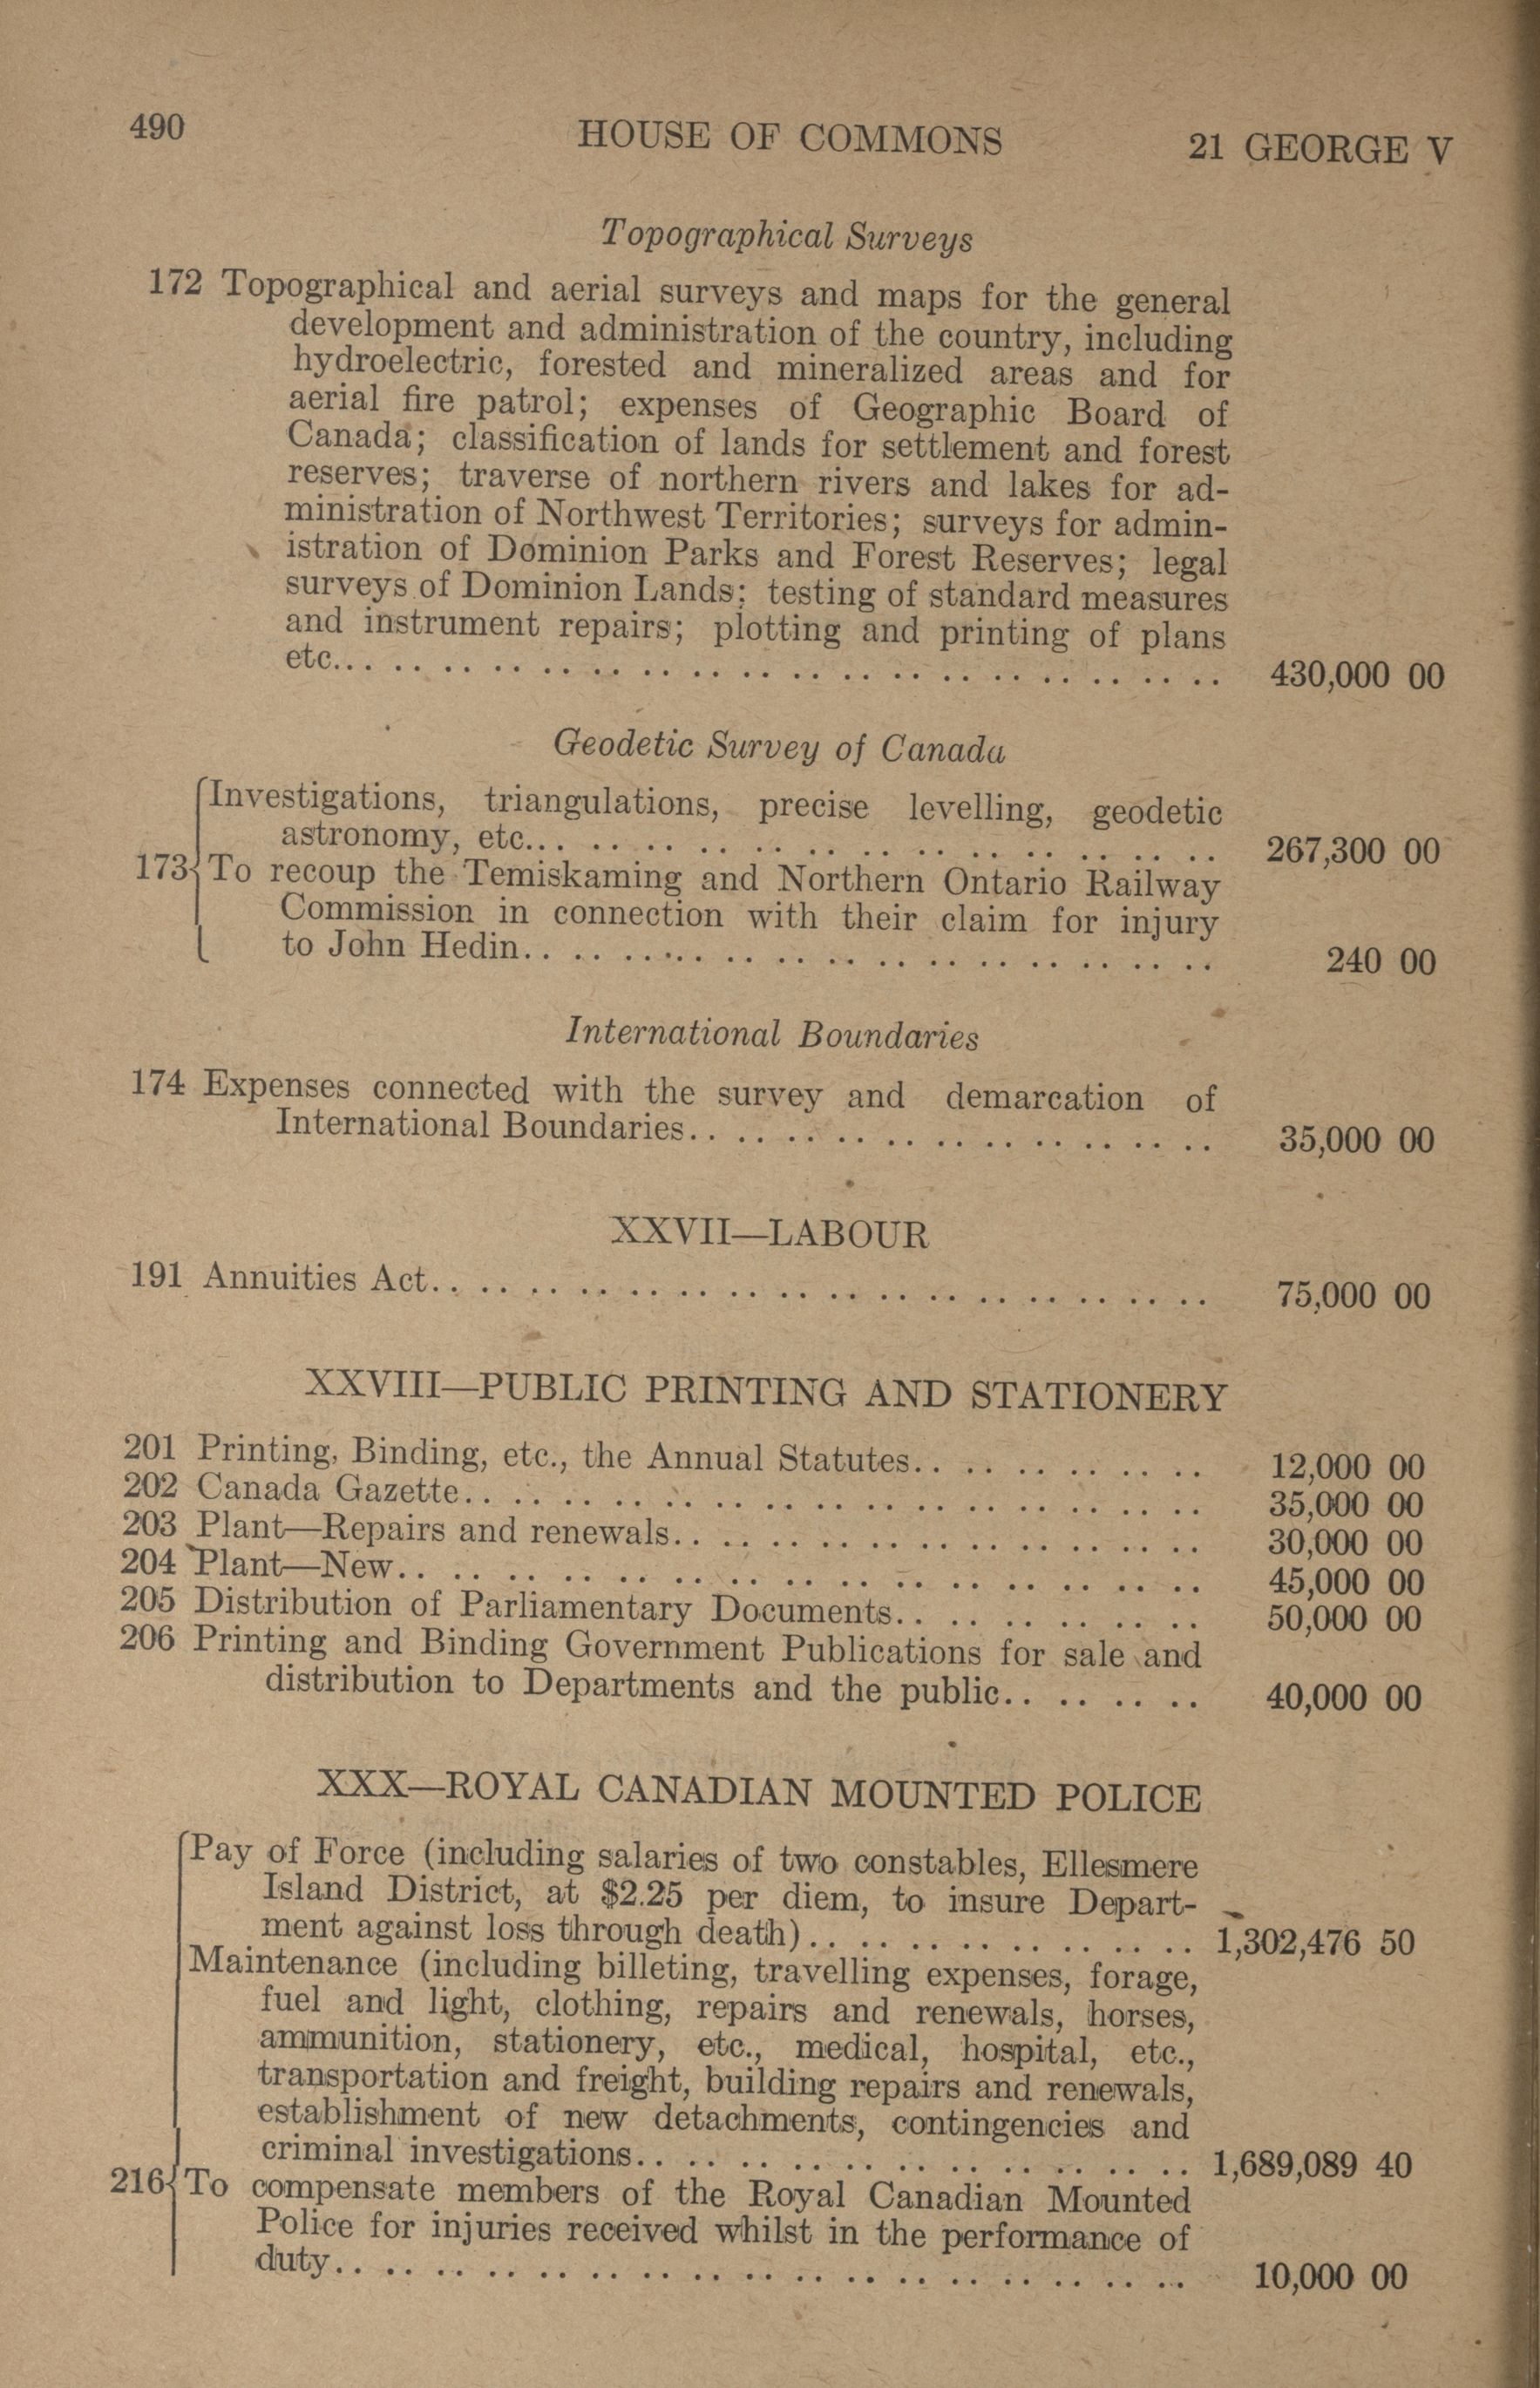 490 HOUSE OF COMMONS 21 GEORGE V
Topographical Surveys
172 Topographical and aerial surveys and maps for the general
development and administration of the country, including
hydroelectric, forested and mineralized areas and for
aerial fire patrol; expenses of Geographic Board of
Canada; classification of lands for settlement and forest
reserves; traverse of northern rivers and lakes for ad-
ministration of Northwest Territories; surveys for admin-
istration of Dominion Parks and Forest Reserves; legal
surveys of Dominion Lands; testing of standard measures
and instrument repairs; plotting and printing of plans
etc.. .. .. .. .. .. .. .. .. .. .. .. .. .. .. .. .. .. 430,000 00
Geodetic Survey of Canada
Investigations, triangulations, precise levelling, geodetic
astronomy, etc.. .. .. .. .. .. .. .. .. .. .. .. .. .. 267,300 00
173 To recoup the Temiskaming and Northern Ontario Railway
Commission in connection with their claim for injury
to John Hedin.. .. .. .. .. .. .. .. .. .. .. .. .. .. 240 00
International Boundaries
174 Expenses connected with the survey and demarcation of
International Boundaries.. .. .. .. .. .. .. .. .. .. .. 35,000 00
XXVII—LABOUR
191 Annuities Act.. .. .. .. .. .. .. .. .. .. .. .. .. .. .. .. 75,000 00
XXVIII—PUBLIC PRINTING AND STATIONERY
201 Printing, Binding, etc., the Annual Statutes.. .. .. .. .. .. 12,000 00
202 Canada Gazette.. .. .. .. .. .. .. .. .. .. .. .. .. .. .. 35,000 00
203 Plant—Repairs and renewals.. .. .. .. .. .. .. .. .. .. .. 30,000 00
204 Plant—New.. .. .. .. .. .. .. .. .. .. .. .. .. .. .. 45,000 00
205 Distribution of Parliamentary Documents.. .. .. .. .. .. 50,000 00
206 Printing and Binding Government Publications for sale and
distribution to Departments and the public.. .. .. .. 40,000 00
XXX—ROYAL CANADIAN MOUNTED POLICE
Pay of Force (including salaries of two constables, Ellesmere
Island District, at $2.25 per diem, to insure Depart-
ment against loss through death).. .. .. .. .. .. .. .. 1,302,476 50
Maintenance (including billeting, travelling expenses, forage,
fuel and light, clothing, repairs and renewals, horses,
ammunition, stationery, etc., medical, hospital, etc.,
transportation and freight, building repairs and renewals,
establishment of new detachments, contingencies and
criminal investigations.. .. .. .. .. .. .. .. .. .. .. 1,689,089 40
216 To compensate members of the Royal Canadian Mounted
Police for injuries received whilst in the performance of
duty.. .. .. .. .. .. .. .. .. .. .. .. .. .. .. .. .. 10,000 00